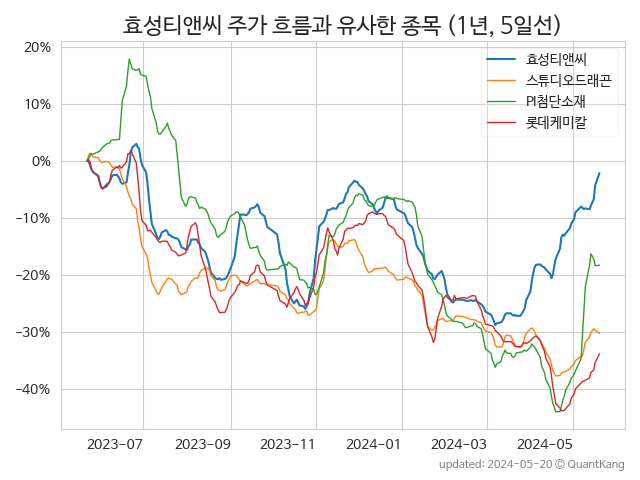 효성티앤씨 주가 흐름과 유사한 종목 (1년, 5일선)
20%
10%
0%
−10%
−20%
−30%
−40%
효성티앤씨
스튜디오드래곤
PI첨단소재
롯데케미칼
2023-07
2023-09
2023-11
2024-01
2024-03
2024-05
updated: 2024-05-20 © QuantKang